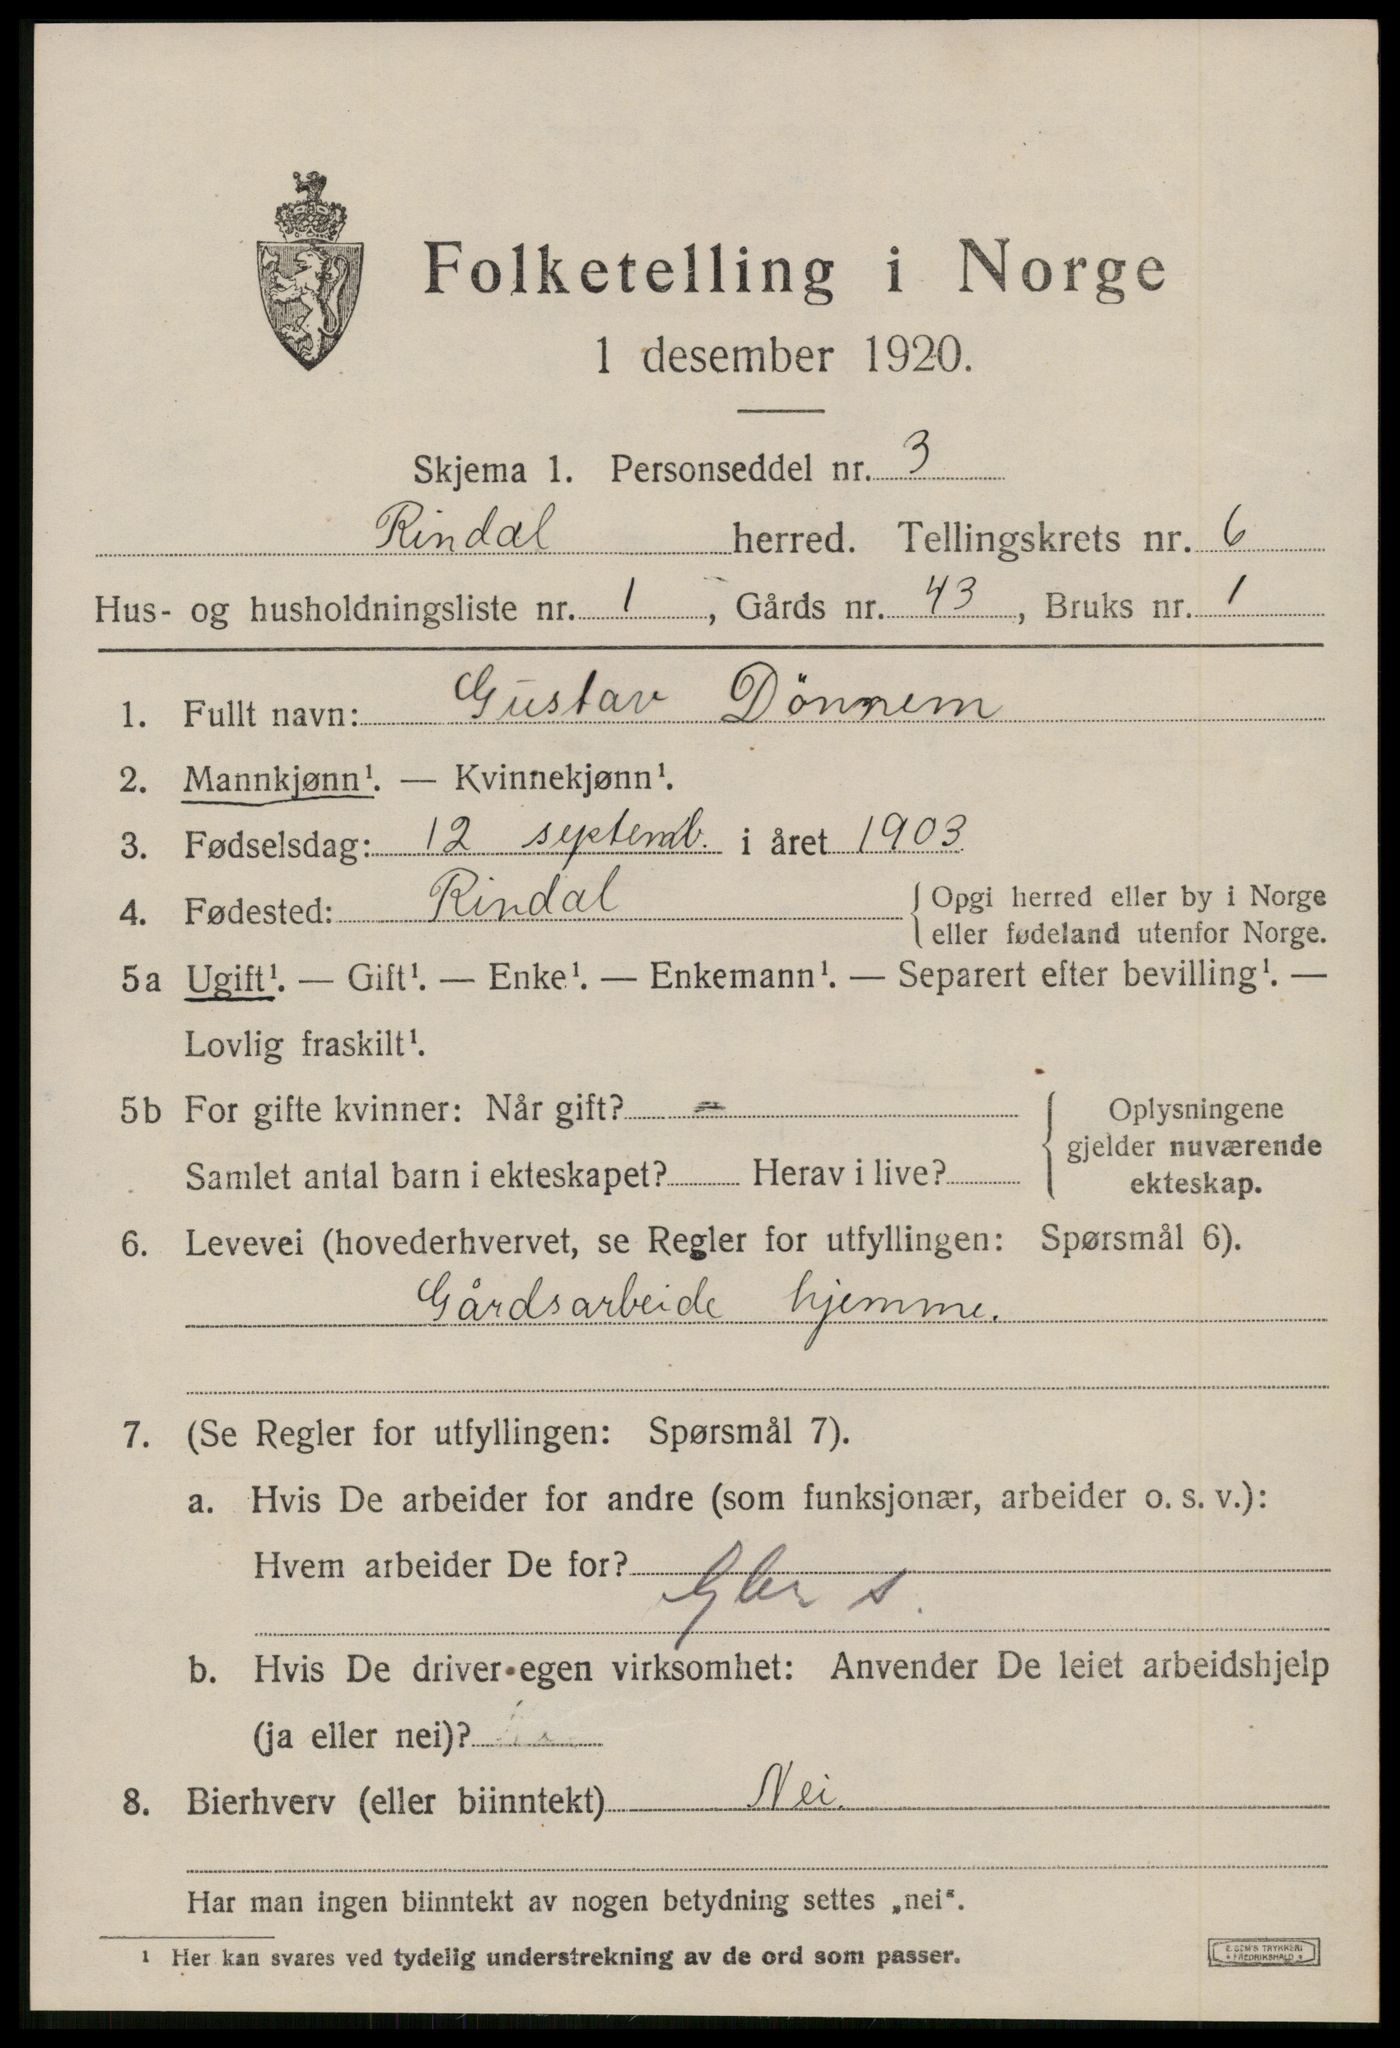 Folketelling i Norge
1 desember 1920.
Skjema 1. Personseddel nr. 3
Rindal herred. Tellingskrets nr. 6
Hus- og husholdningsliste nr. 1, Gårds nr. 43, Bruks nr. 1
1. Fullt navn: Gustav Dönnem
2. Mannkjønn¹. — Kvinnekjønn¹.
3. Fødselsdag: 12 septemb. i året 1903
4. Fødested: Rindal { Opgi herred eller by i Norge
eller fødeland utenfor Norge.
5a Ugift¹. — Gift¹. — Enke¹. — Enkemann¹. — Separert efter bevilling¹. —
Lovlig fraskilt¹.
5b For gifte kvinner: Når gift? — { Oplysningene
gjelder nuværende
Samlet antal barn i ekteskapet? Herav i live? ekteskap.
6. Levevei (hovederhvervet, se Regler for utfyllingen: Spørsmål 6).
Gårdsarbeide hjemme.
7. (Se Regler for utfyllingen: Spørsmål 7).
a. Hvis De arbeider for andre (som funksjonær, arbeider o. s. v.):
Hvem arbeider De for?
Gbr s.
b. Hvis De driver egen virksomhet: Anvender De leiet arbeidshjelp
(ja eller nei)?
8. Bierhverv (eller biinntekt) Nei.
Har man ingen biinntekt av nogen betydning settes „nei“.
¹ Her kan svares ved tydelig understrekning av de ord som passer.
E. SEM'S TRYKKERI
FREDRIKSHALD